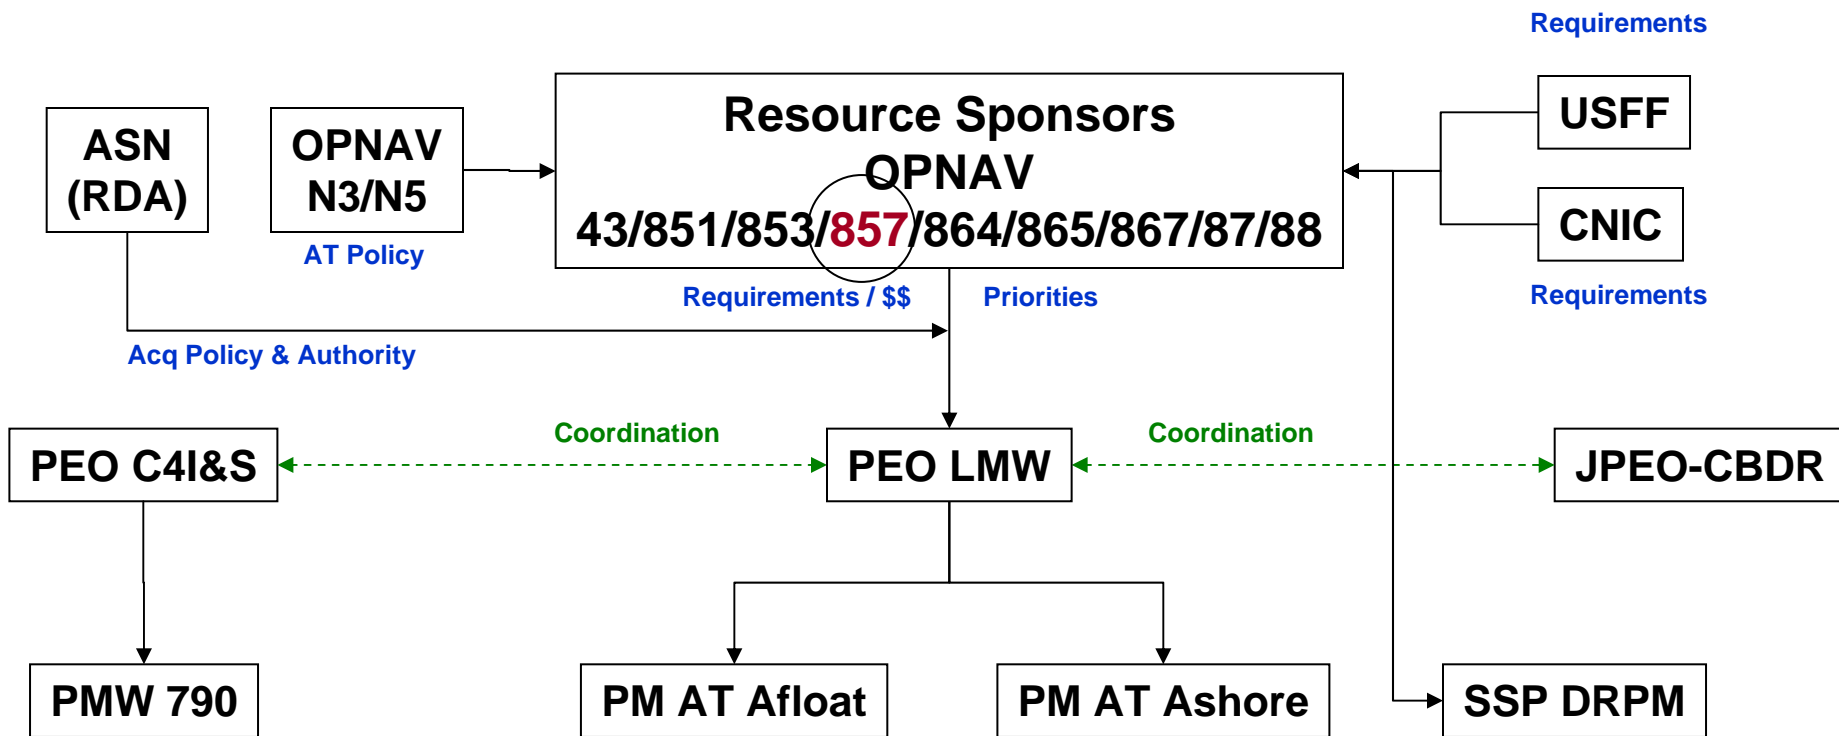 Requirements
ASN
(RDA)
OPNAV
N3/N5
AT Policy
Resource Sponsors
OPNAV
43/851/853/857/864/865/867/87/88
USFF
CNIC
Requirements
Requirements / $$
Priorities
Acq Policy & Authority
PEO C4I&S
Coordination
PEO LMW
Coordination
JPEO-CBDR
PMW 790
PM AT Afloat
PM AT Ashore
SSP DRPM